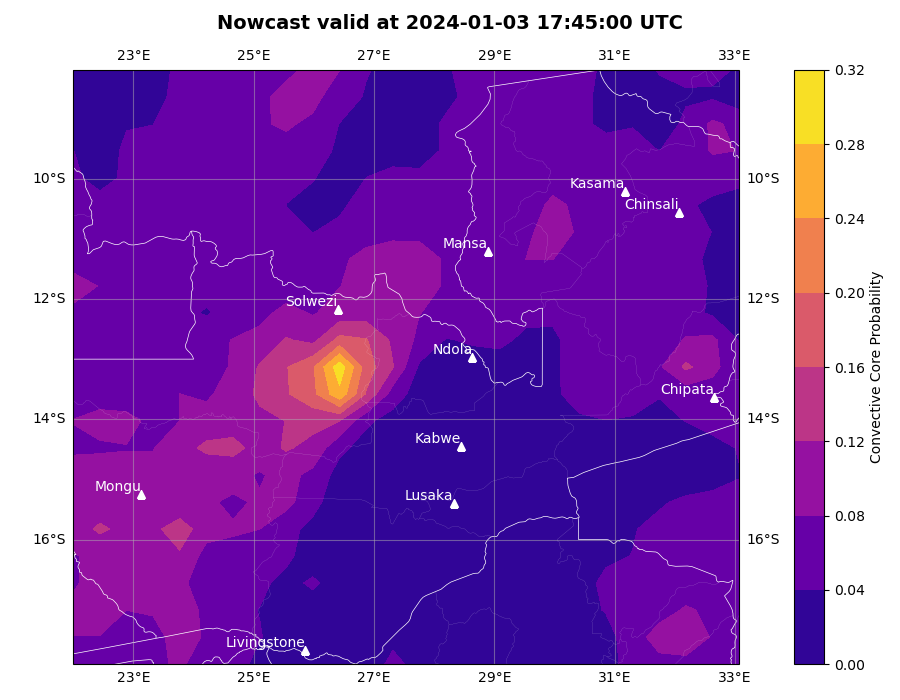 Nowcast valid at 2024-01-03 17:45:00 UTC
23°E 25°E 27°E 29°E 31°E 33°E
0.32
0.28
10°S Kasama 10°S
Chinsali
0.24
Mansa
12°S 12°S 0.20
Solwezi
Ndola
0.16
Chipata
14°S 14°S
Kabwe
0.12
Mongu
Lusaka
0.08
16°S 16°S
0.04
Livingstone
0.00
Convective Core Probability
23°E 25°E 27°E 29°E 31°E 33°E